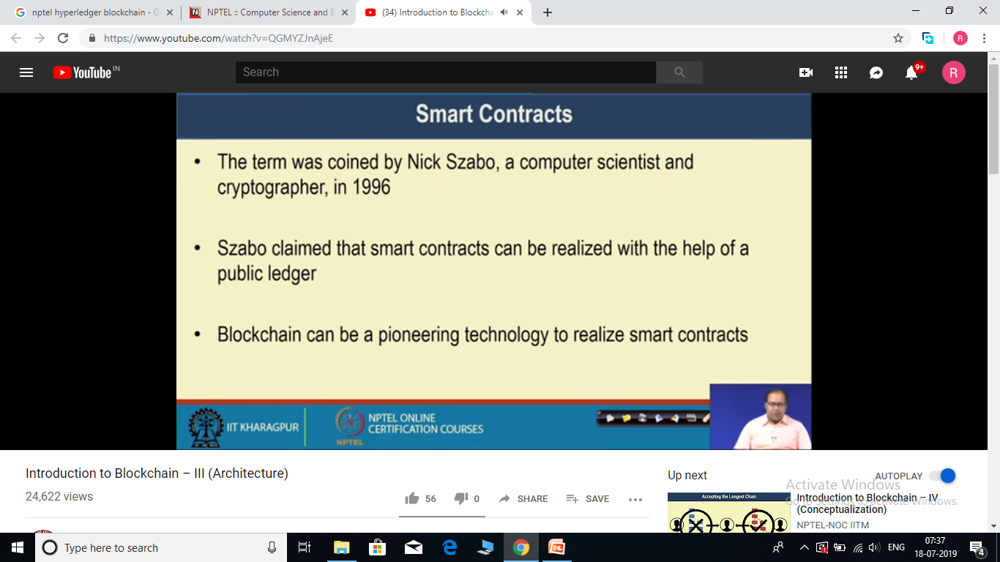 nptel hyperledger blockchain - G
NPTEL :: Computer Science and E
(34) Introduction to Blockcha
https://www.youtube.com/watch?v=QGMYZJnAjeE
R
YouTube IN
Search
9+
R
Smart Contracts
• The term was coined by Nick Szabo, a computer scientist and
cryptographer, in 1996
• Szabo claimed that smart contracts can be realized with the help of a
public ledger
• Blockchain can be a pioneering technology to realize smart contracts
IIT KHARAGPUR
NPTEL
NPTEL ONLINE
CERTIFICATION COURSES
Introduction to Blockchain – III (Architecture)
24,622 views
56
0
SHARE
SAVE
Up next
AUTOPLAY
Accepting the Longest Chain
Introduction to Blockchain – IV
(Conceptualization)
NPTEL-NOC IITM
Activate Windows
Go to Settings to activate Windows.
Type here to search
ENG
07:37
18-07-2019
4